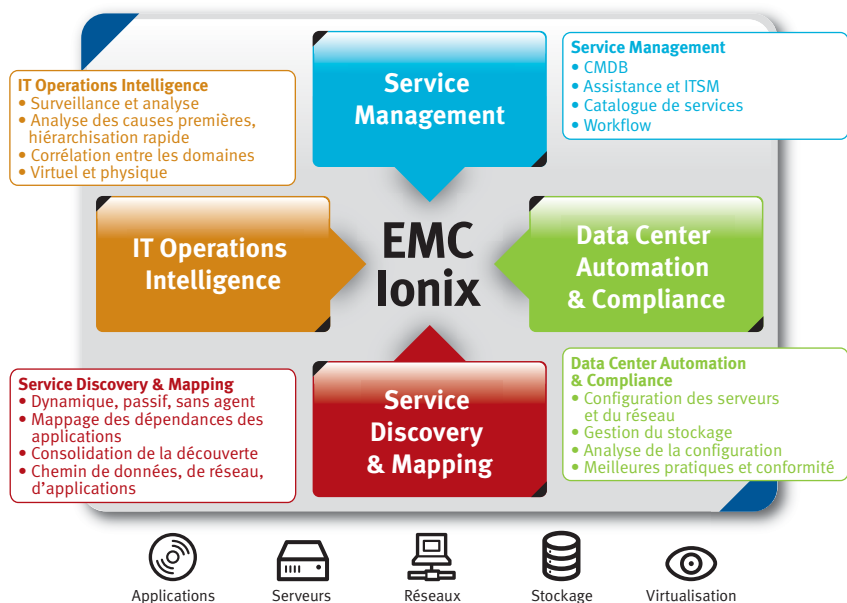 Service Management
• CMDB
• Assistance et ITSM
• Catalogue de services
• Workflow
Service
Management
IT Operations Intelligence
• Surveillance et analyse
• Analyse des causes premières,
hiérarchisation rapide
• Corrélation entre les domaines
• Virtuel et physique
IT Operations
Intelligence
EMC
Ionix
Data Center
Automation
& Compliance
Service Discovery & Mapping
• Dynamique, passif, sans agent
• Mappage des dépendances des
applications
• Consolidation de la découverte
• Chemin de données, de réseau,
d'applications
Service
Discovery
& Mapping
Data Center Automation
& Compliance
• Configuration des serveurs
et du réseau
• Gestion du stockage
• Analyse de la configuration
• Meilleures pratiques et conformité
Applications
Serveurs
Réseaux
Stockage
Virtualisation